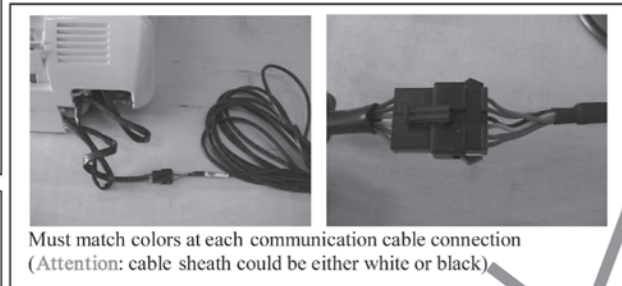 Must match colors at each communication cable connection
(Attention: cable sheath could be either white or black)